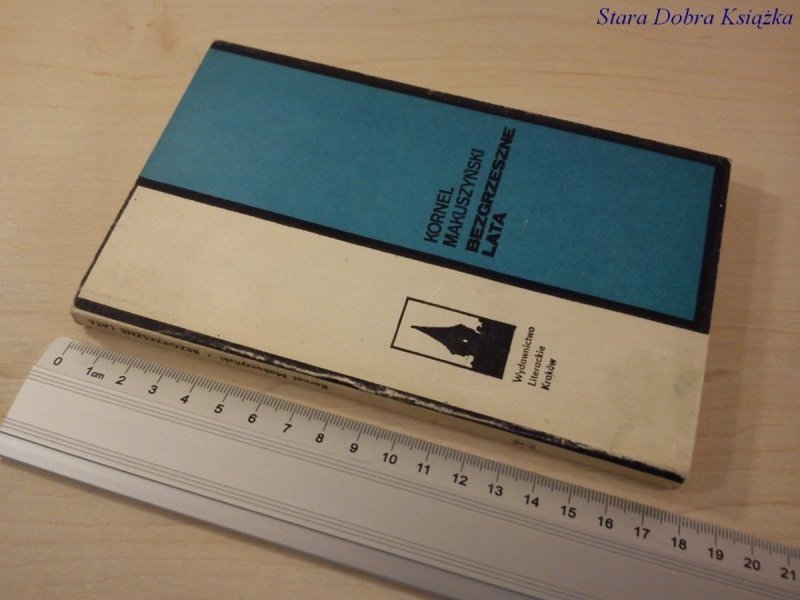 Stara Dobra Książka
KORNEL
MAKUSZYŃSKI
BEZGRZESZNE
LATA
Wydawnictwo
Literackie
Kraków
Kornel Makuszyński • BEZGRZESZNE LATA
0 1cm 2 3 4 5 6 7 8 9 10 11 12 13 14 15 16 17 18 19 20 21